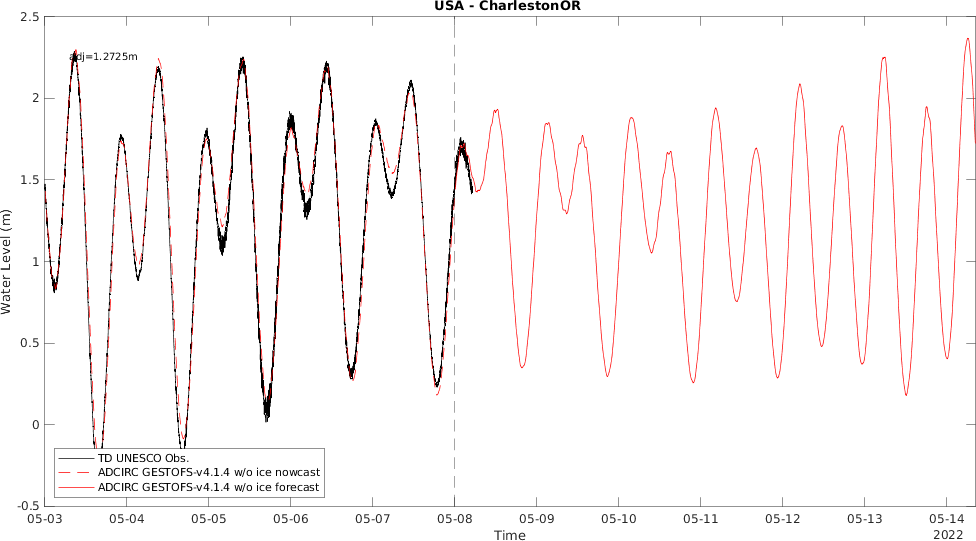 USA - CharlestonOR
2.5
adj=1.2725m
2
1.5
1
0.5
0
-0.5
Water Level (m)
TD UNESCO Obs.
ADCIRC GESTOFS-v4.1.4 w/o ice nowcast
ADCIRC GESTOFS-v4.1.4 w/o ice forecast
05-03 05-04 05-05 05-06 05-07 05-08 05-09 05-10 05-11 05-12 05-13 05-14
Time
2022